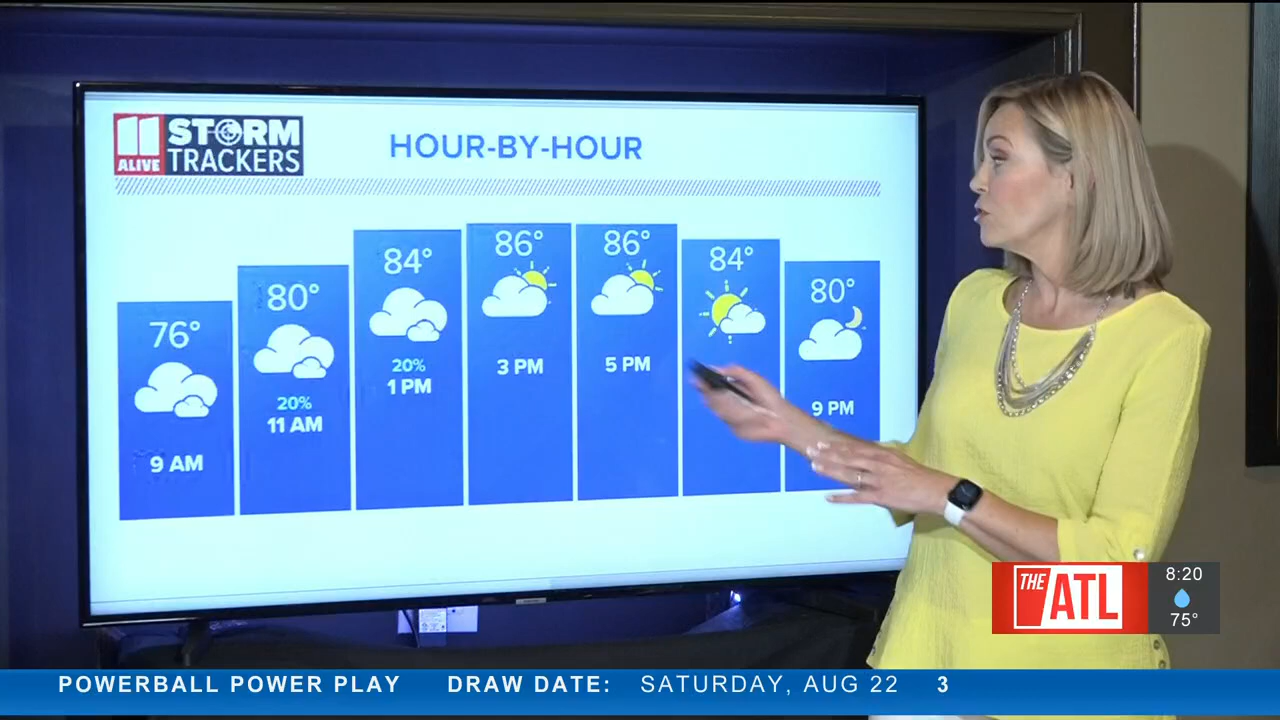 11 ALIVE STORM TRACKERS
HOUR-BY-HOUR
76°
9 AM
80°
20%
11 AM
84°
20%
1 PM
86°
3 PM
86°
5 PM
84°
80°
9 PM
THE ATL
8:20
75°
POWERBALL POWER PLAY DRAW DATE: SATURDAY, AUG 22 3